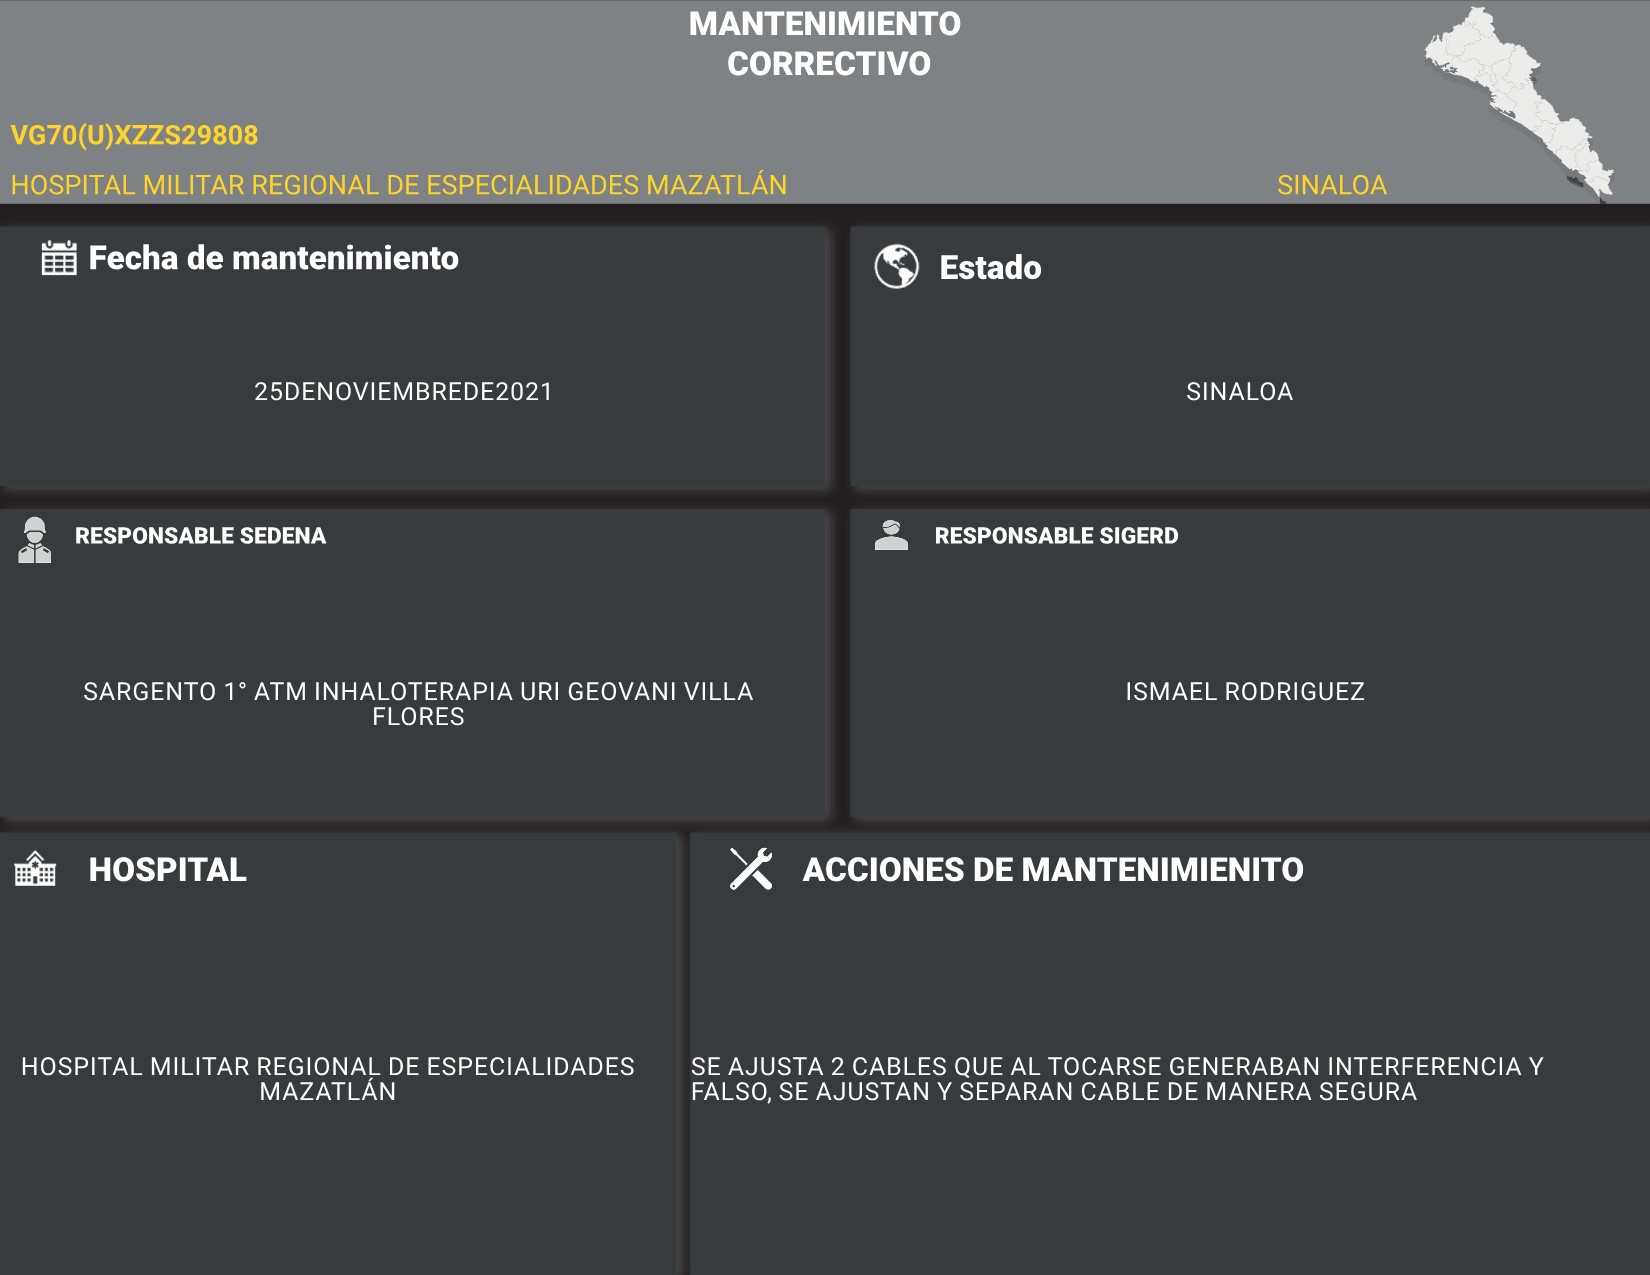 MANTENIMIENTO
CORRECTIVO
VG70(U)XZZS29808
HOSPITAL MILITAR REGIONAL DE ESPECIALIDADES MAZATLÁN
SINALOA
Fecha de mantenimiento
25DENOVIEMBREDE2021
Estado
SINALOA
RESPONSABLE SEDENA
SARGENTO 1° ATM INHALOTERAPIA URI GEOVANI VILLA
FLORES
RESPONSABLE SIGERD
ISMAEL RODRIGUEZ
HOSPITAL
HOSPITAL MILITAR REGIONAL DE ESPECIALIDADES
MAZATLÁN
ACCIONES DE MANTENIMIENITO
SE AJUSTA 2 CABLES QUE AL TOCARSE GENERABAN INTERFERENCIA Y
FALSO, SE AJUSTAN Y SEPARAN CABLE DE MANERA SEGURA